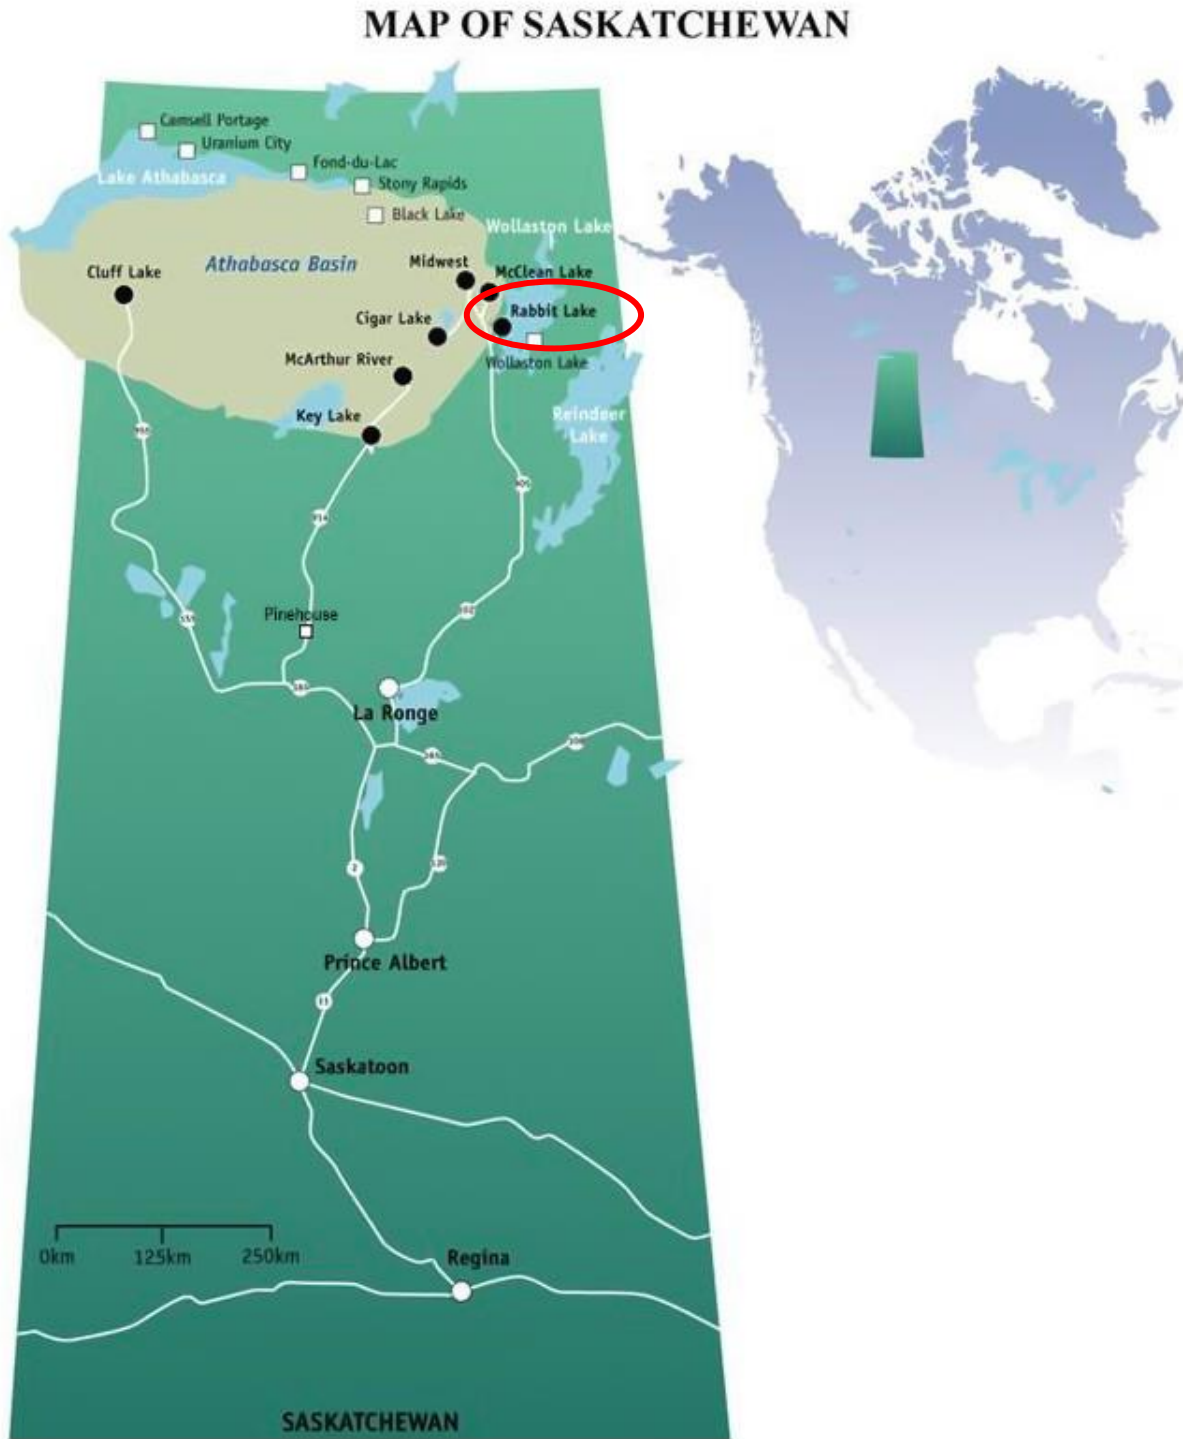 MAP OF SASKATCHEWAN
Camsell Portage
Uranium City
Fond-du-Lac
Lake Athabasca
Stony Rapids
Black Lake
Wollaston Lake
Athabasca Basin
Midwest
Cluff Lake
McClean Lake
Rabbit Lake
Cigar Lake
McArthur River
Wollaston Lake
Key Lake
Reindeer
Lake
Pinehouse
La Ronge
2
Prince Albert
11
Saskatoon
Regina
0km
125km
250km
SASKATCHEWAN